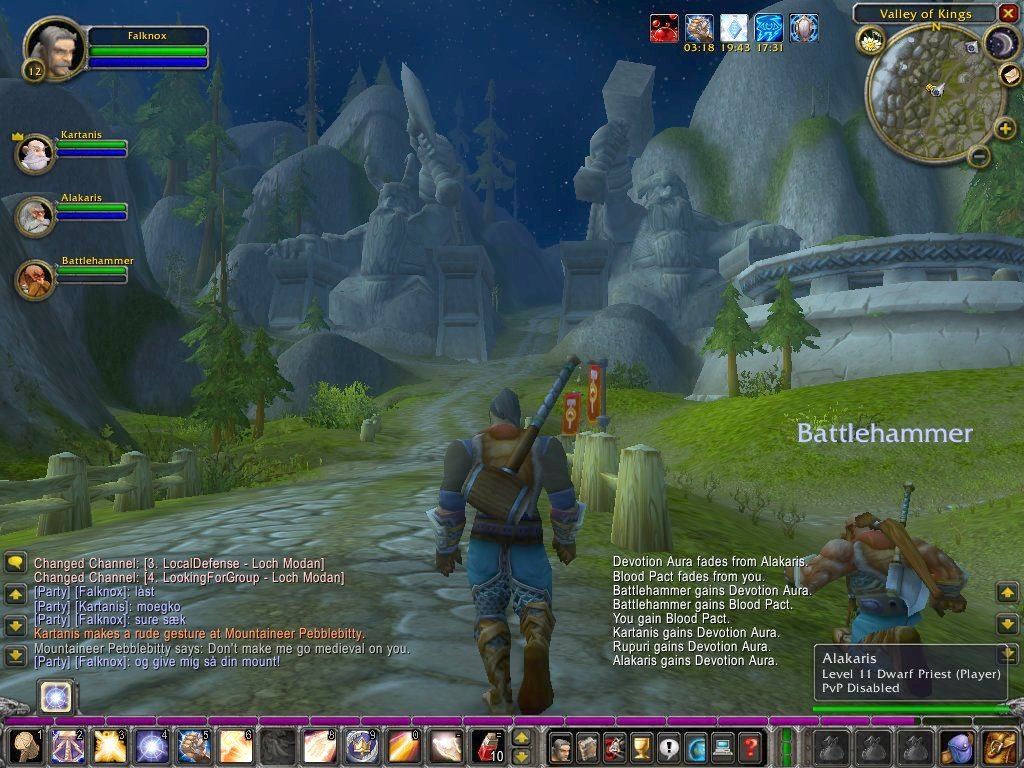 Falknox
12
Kartanis
Alakaris
Battlehammer
03:18 19:43 17:31
Valley of Kings
N
Battlehammer
Changed Channel: [3. LocalDefense - Loch Modan]
Changed Channel: [4. LookingForGroup - Loch Modan]
[Party] [Falknox]: låst
[Party] [Kartanis]: moegko
[Party] [Falknox]: sure sæk
Kartanis makes a rude gesture at Mountaineer Pebblebitty.
Mountaineer Pebblebitty says: Don't make me go medieval on you.
[Party] [Falknox]: og give mig så din mount!
Devotion Aura fades from Alakaris.
Blood Pact fades from you.
Battlehammer gains Devotion Aura.
Battlehammer gains Blood Pact.
You gain Blood Pact.
Kartanis gains Devotion Aura.
Rupuri gains Devotion Aura.
Alakaris gains Devotion Aura.
Alakaris
Level 11 Dwarf Priest (Player)
PvP Disabled
1 2 3 4 5 6 8 9 0 - =
10